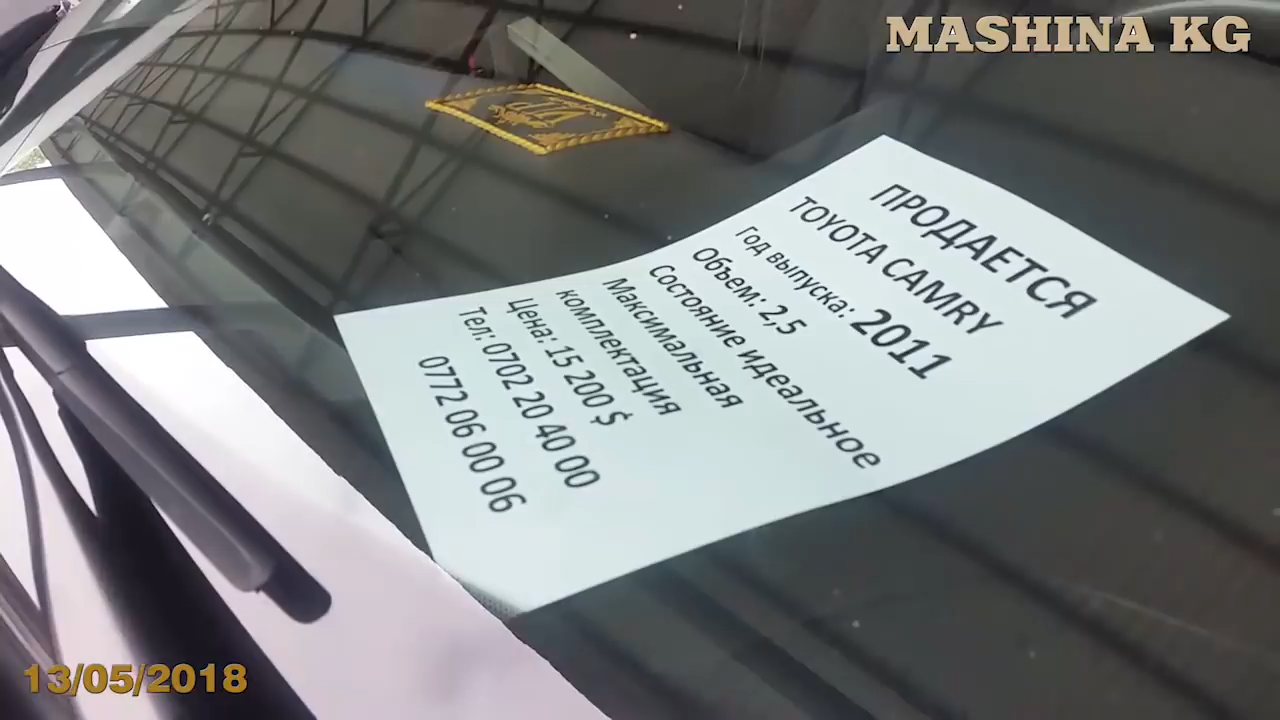 MASHINA KG
ПРОДАЕТСЯ
TOYOTA CAMRY
Год выпуска: 2011
Объем: 2,5
Состояние идеальное
Максимальная
комплектация
Цена: 15 200 $
Тел: 0702 20 40 00
0772 06 00 06
13/05/2018